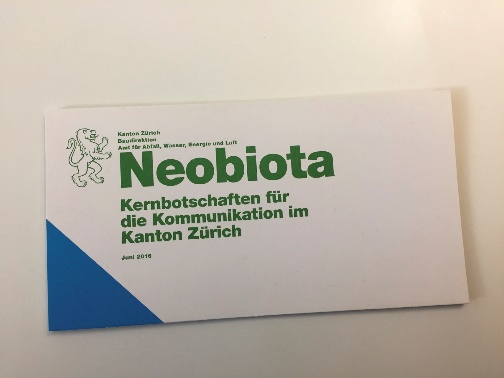 Kanton Zürich
Baudirektion
Amt für Abfall, Wasser, Energie und Luft
Neobiota
Kernbotschaften für
die Kommunikation im
Kanton Zürich
Juni 2016